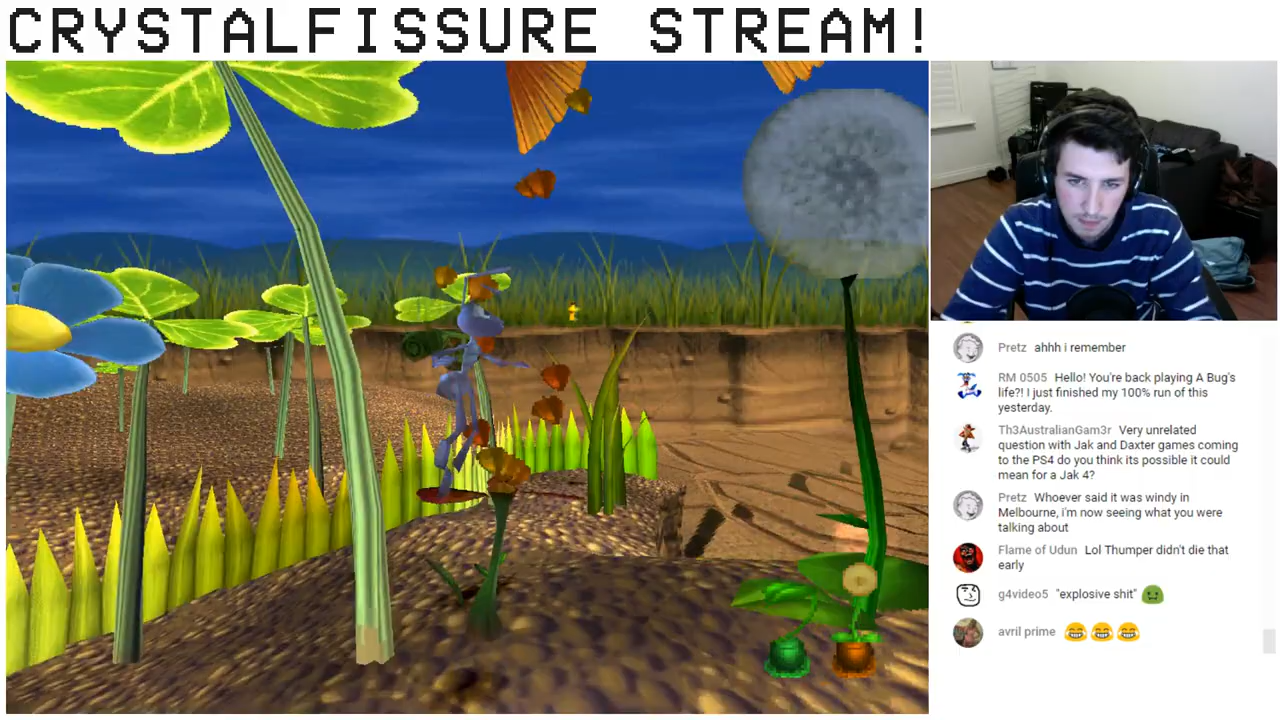 CRYSTALFISSURE STREAM!
Pretz ahhh i remember
RM 0505 Hello! You're back playing A Bug's
life?! I just finished my 100% run of this
yesterday.
Th3AustralianGam3r Very unrelated
question with Jak and Daxter games coming
to the PS4 do you think its possible it could
mean for a Jak 4?
Pretz Whoever said it was windy in
Melbourne, i'm now seeing what you were
talking about
Flame of Udun Lol Thumper didn't die that
early
g4video5 "explosive shit"
avril prime